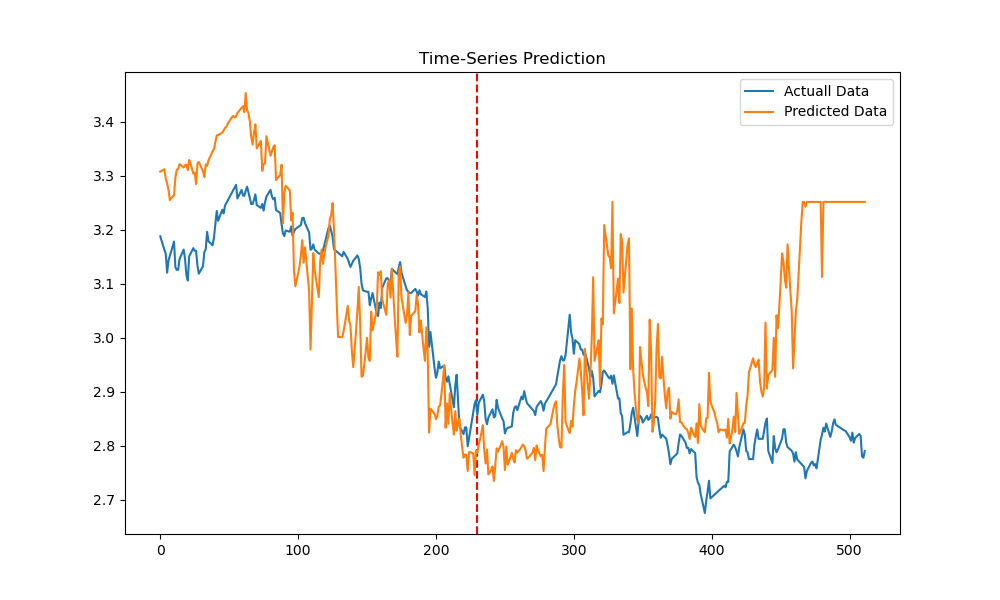 Time-Series Prediction
Actuall Data
Predicted Data
3.4
3.3
3.2
3.1
3.0
2.9
2.8
2.7
0 100 200 300 400 500